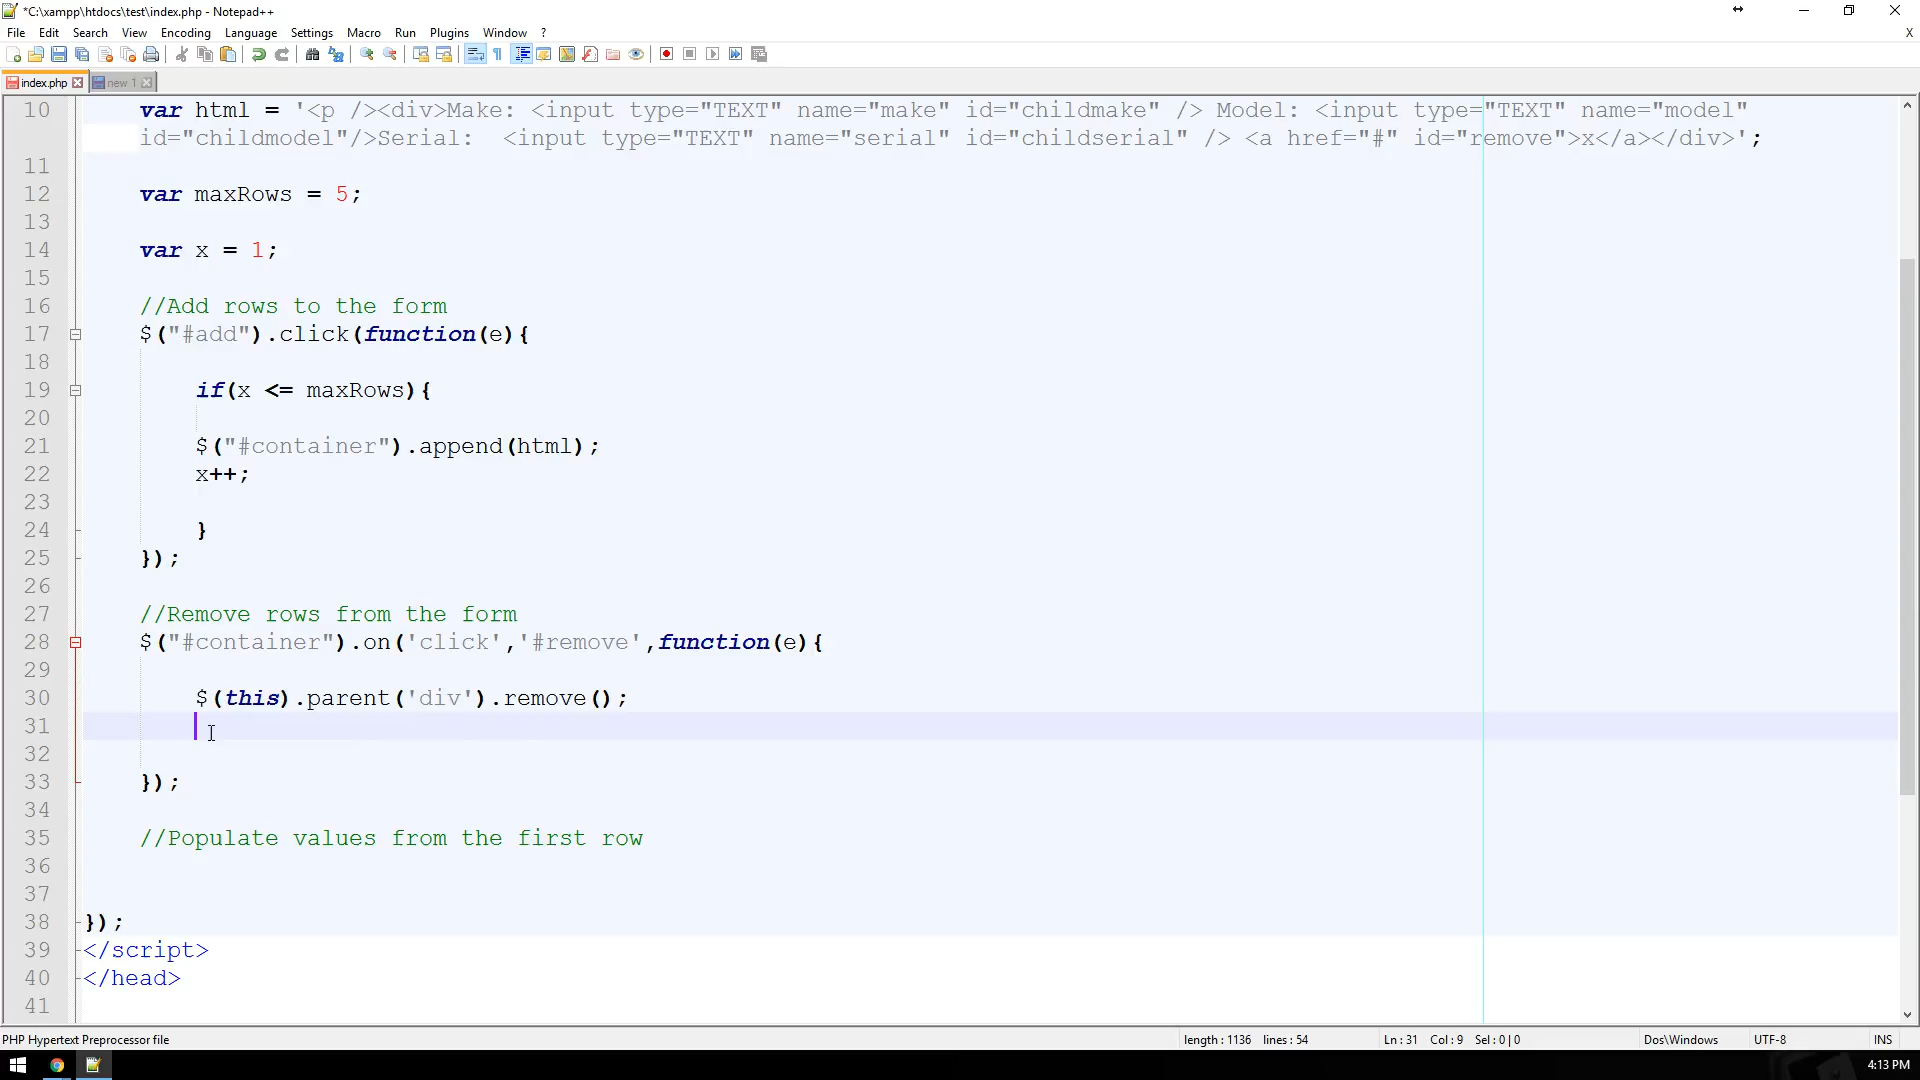 *C:\xampp\htdocs\test\index.php - Notepad++
File Edit Search View Encoding Language Settings Macro Run Plugins Window ? X
index.php new 1
10 var html = '<p /><div>Make: <input type="TEXT" name="make" id="childmake" /> Model: <input type="TEXT" name="model"
id="childmodel"/>Serial:  <input type="TEXT" name="serial" id="childserial" /> <a href="#" id="remove">x</a></div>';
11
12 var maxRows = 5;
13
14 var x = 1;
15
16 //Add rows to the form
17 $("#add").click(function(e){
18
19 if(x <= maxRows){
20
21 $("#container").append(html);
22 x++;
23
24 }
25 });
26
27 //Remove rows from the form
28 $("#container").on('click','#remove',function(e){
29
30 $(this).parent('div').remove();
31
32
33 });
34
35 //Populate values from the first row
36
37
38 });
39 </script>
40 </head>
41
PHP Hypertext Preprocessor file length : 1136 lines : 54 Ln : 31 Col : 9 Sel : 0 | 0 Dos\Windows UTF-8 INS
4:13 PM